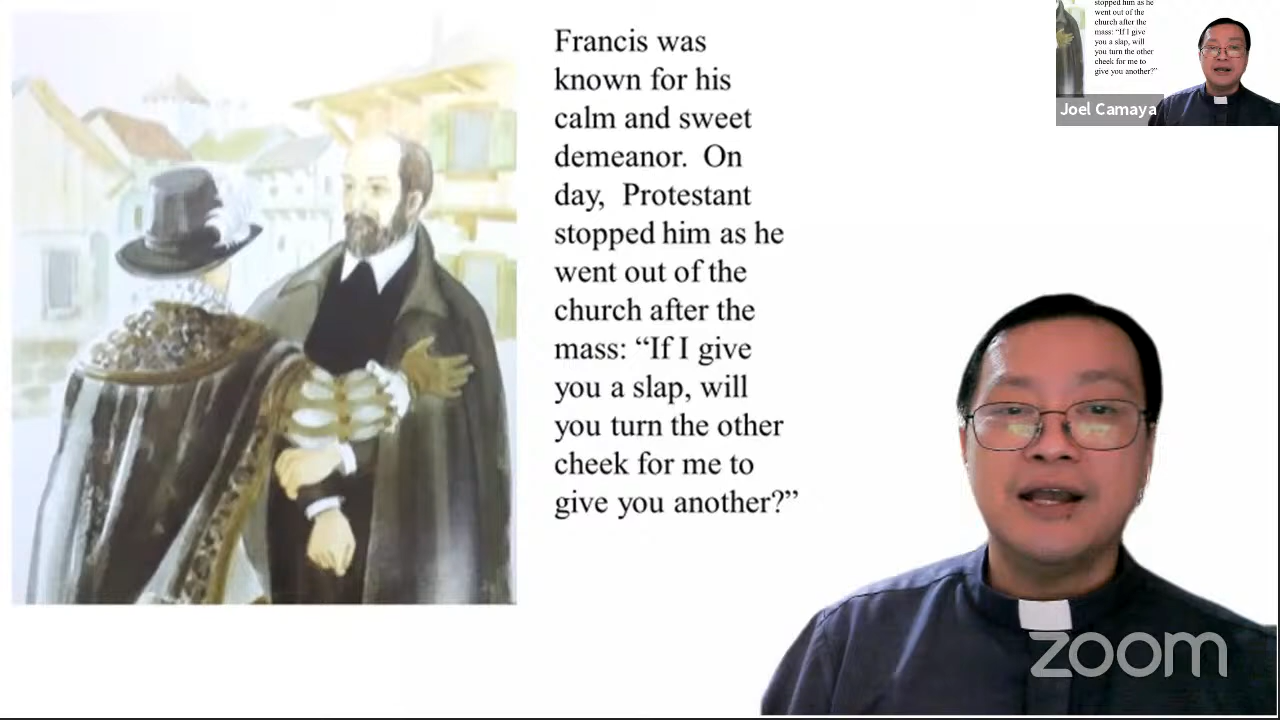 Francis was
known for his
calm and sweet
demeanor.  On
day,  Protestant
stopped him as he
went out of the
church after the
mass: “If I give
you a slap, will
you turn the other
cheek for me to
give you another?”
stopped him as he
went out of the
church after the
mass: “If I give
you a slap, will
you turn the other
cheek for me to
give you another?”
Joel Camaya
zoom